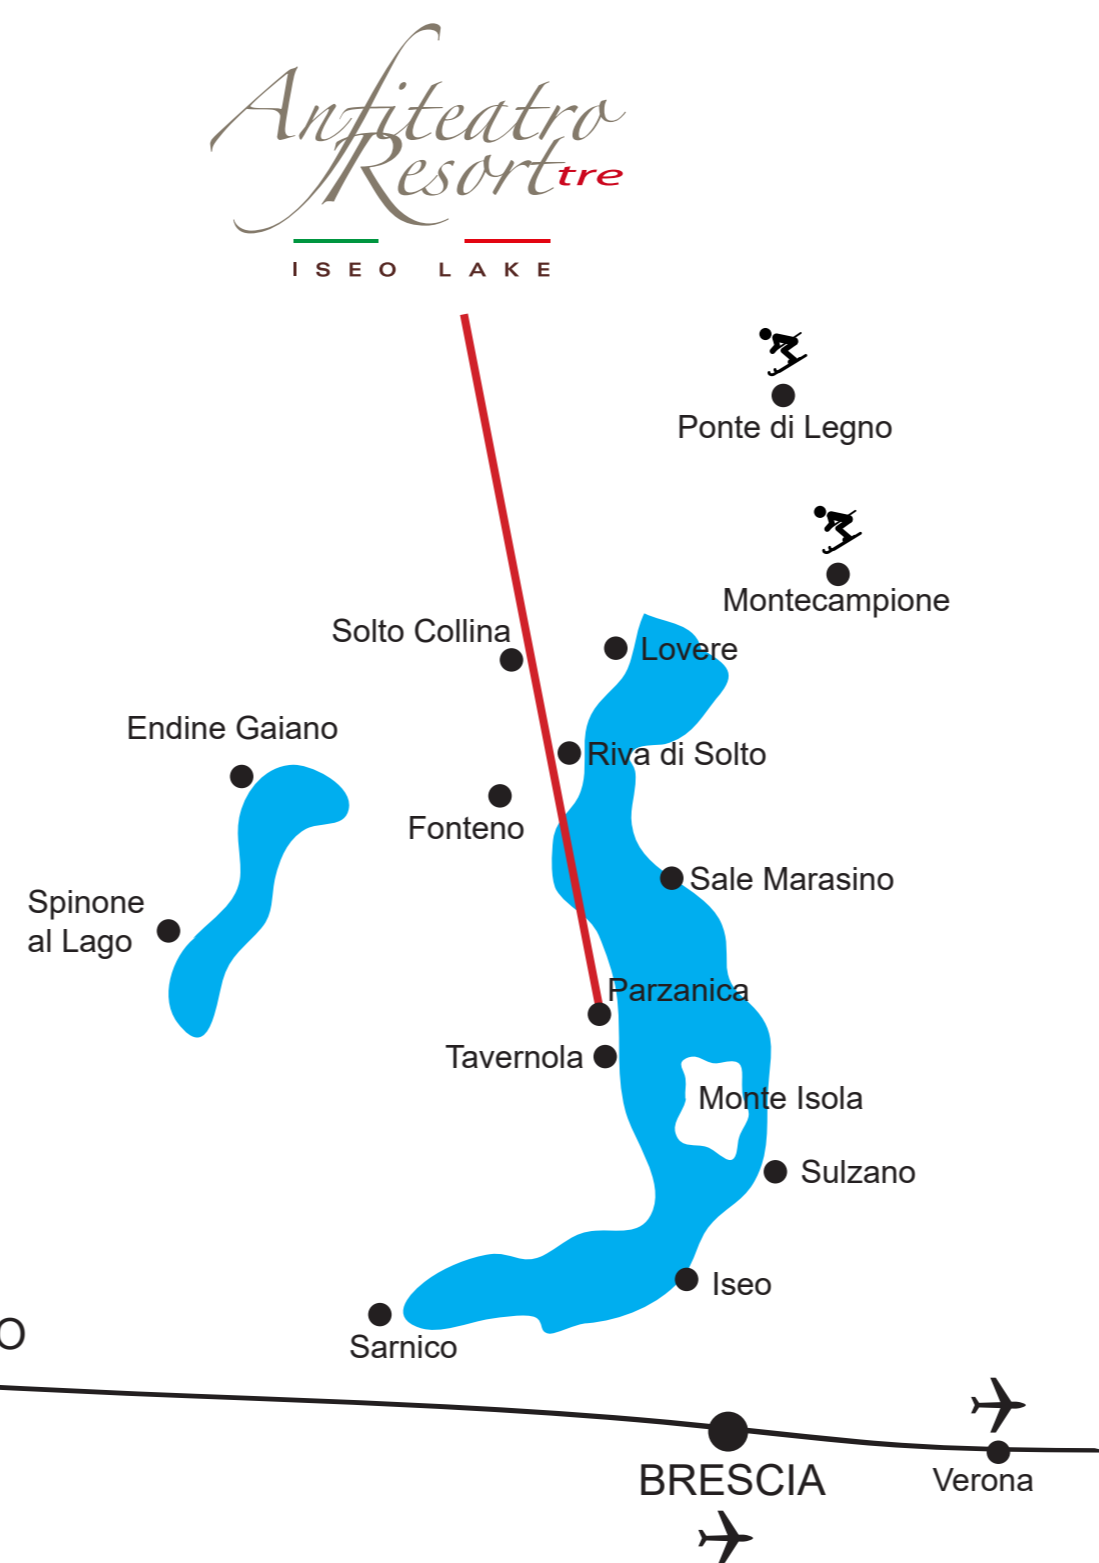 Anfiteatro
Resort tre
ISEO LAKE
Ponte di Legno
Montecampione
Solto Collina
Lovere
Endine Gaiano
Riva di Solto
Fonteno
Sale Marasino
Spinone
al Lago
Parzanica
Tavernola
Monte Isola
Sulzano
Iseo
O
Sarnico
BRESCIA
Verona